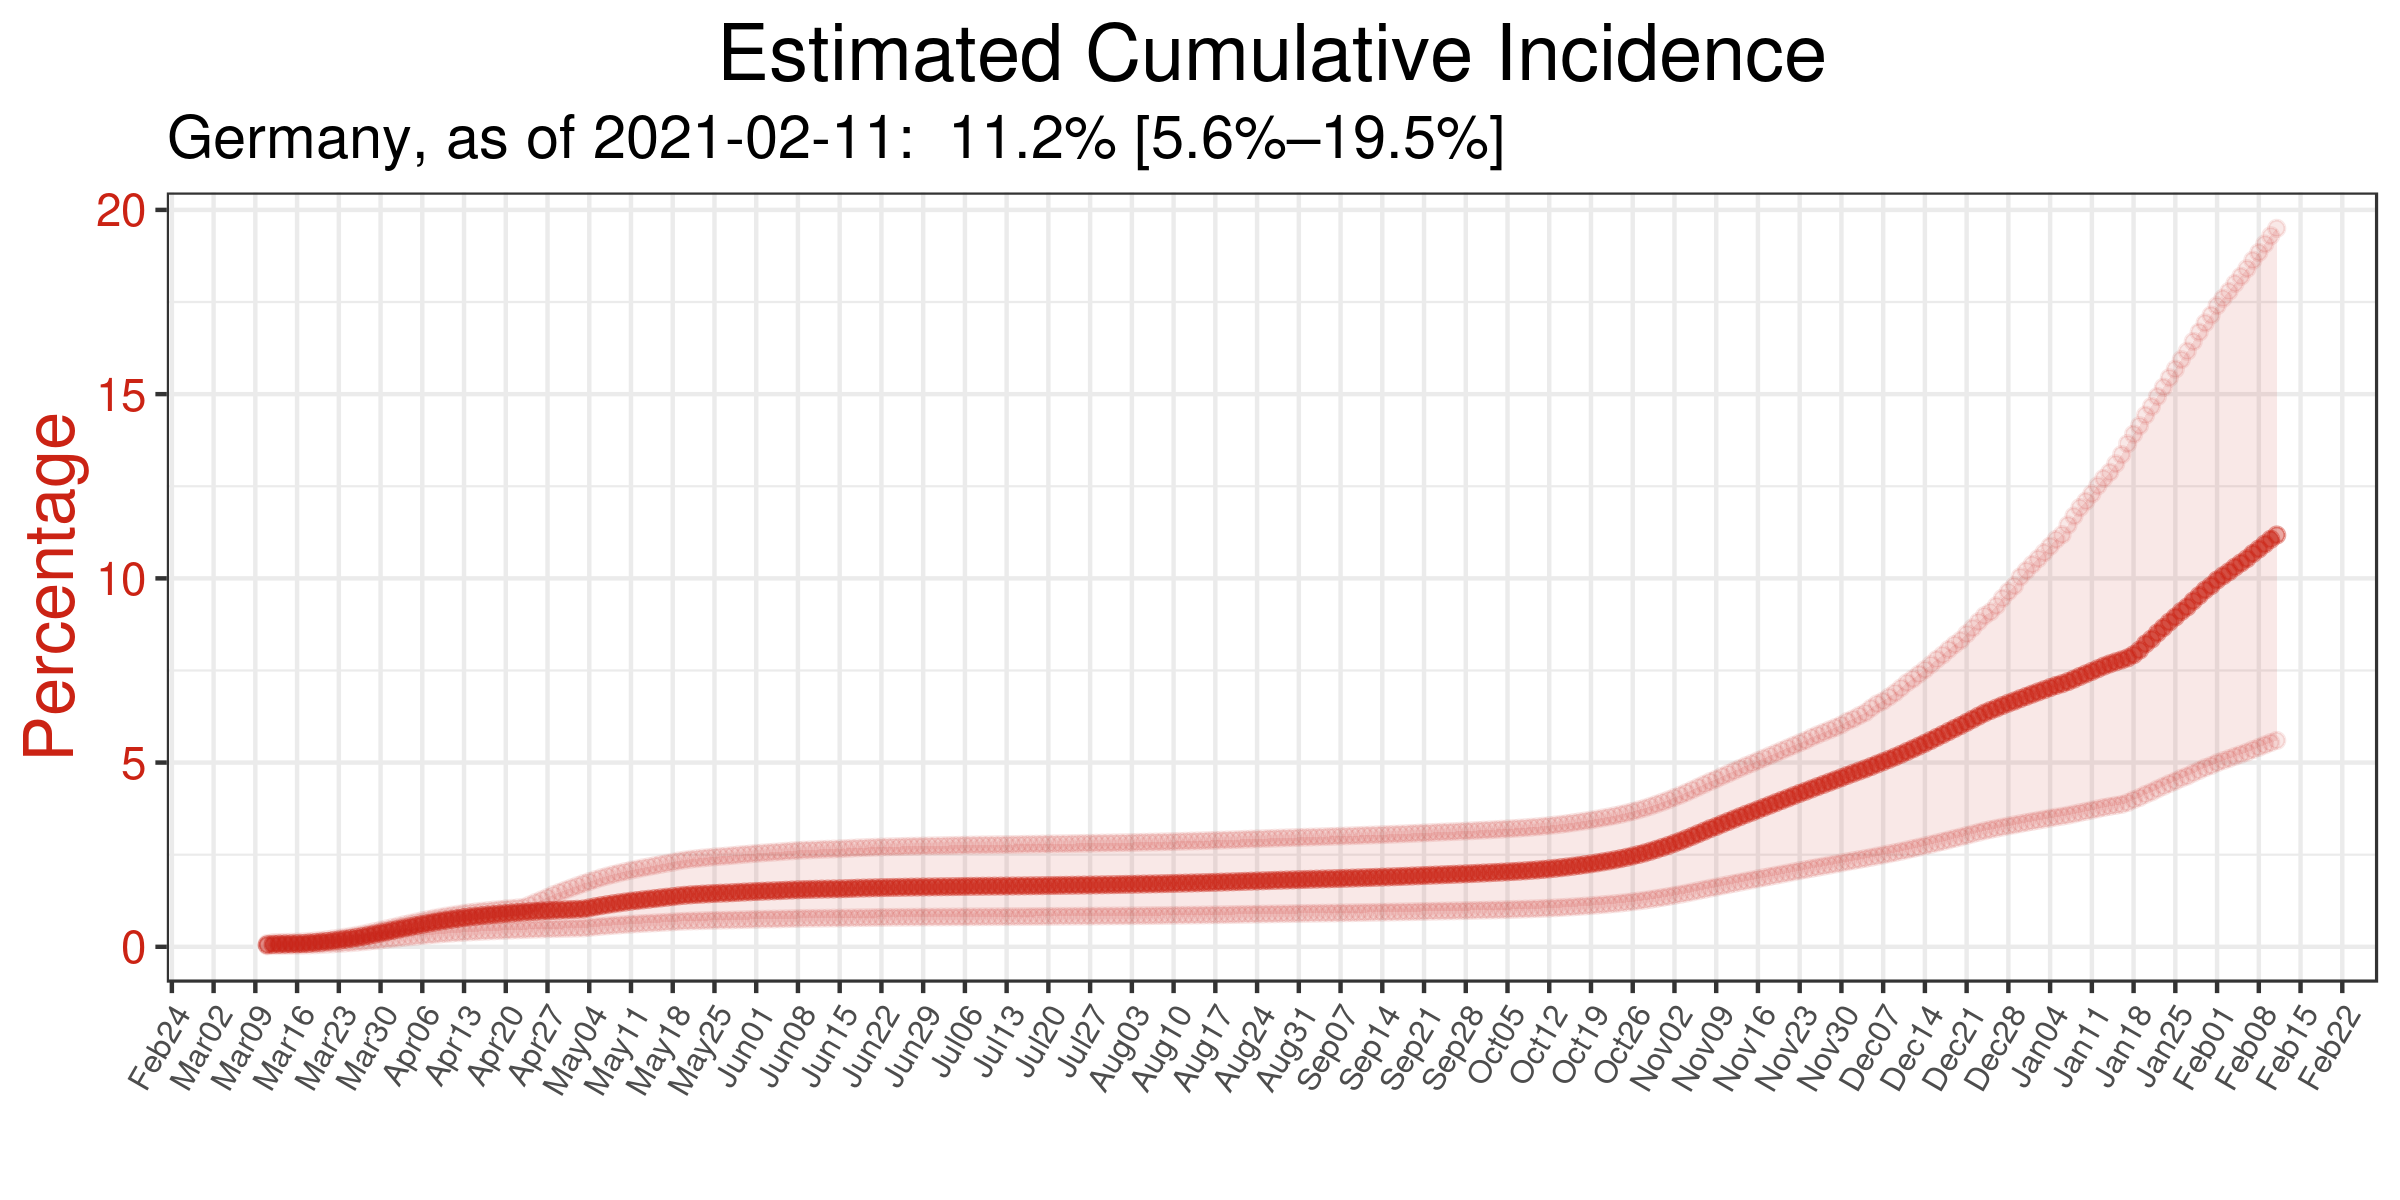 Estimated Cumulative Incidence
Germany, as of 2021-02-11:  11.2% [5.6%–19.5%]
Percentage
20
15
10
5
0
Feb24
Mar02
Mar09
Mar16
Mar23
Mar30
Apr06
Apr13
Apr20
Apr27
May04
May11
May18
May25
Jun01
Jun08
Jun15
Jun22
Jun29
Jul06
Jul13
Jul20
Jul27
Aug03
Aug10
Aug17
Aug24
Aug31
Sep07
Sep14
Sep21
Sep28
Oct05
Oct12
Oct19
Oct26
Nov02
Nov09
Nov16
Nov23
Nov30
Dec07
Dec14
Dec21
Dec28
Jan04
Jan11
Jan18
Jan25
Feb01
Feb08
Feb15
Feb22